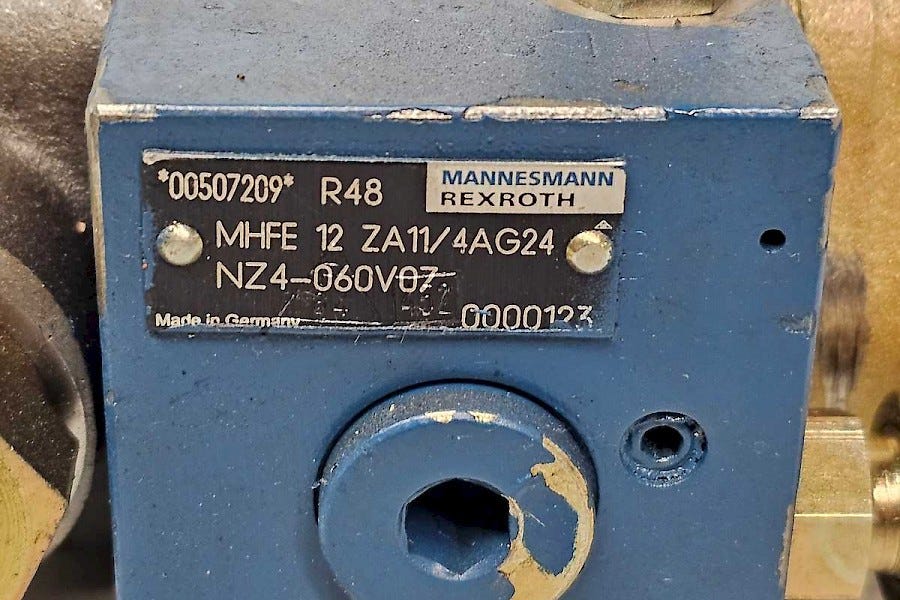 *00507209* R48 MANNESMANN
REXROTH
MHFE 12 ZA11/4AG24
NZ4-060V07
Made in Germany 0000123